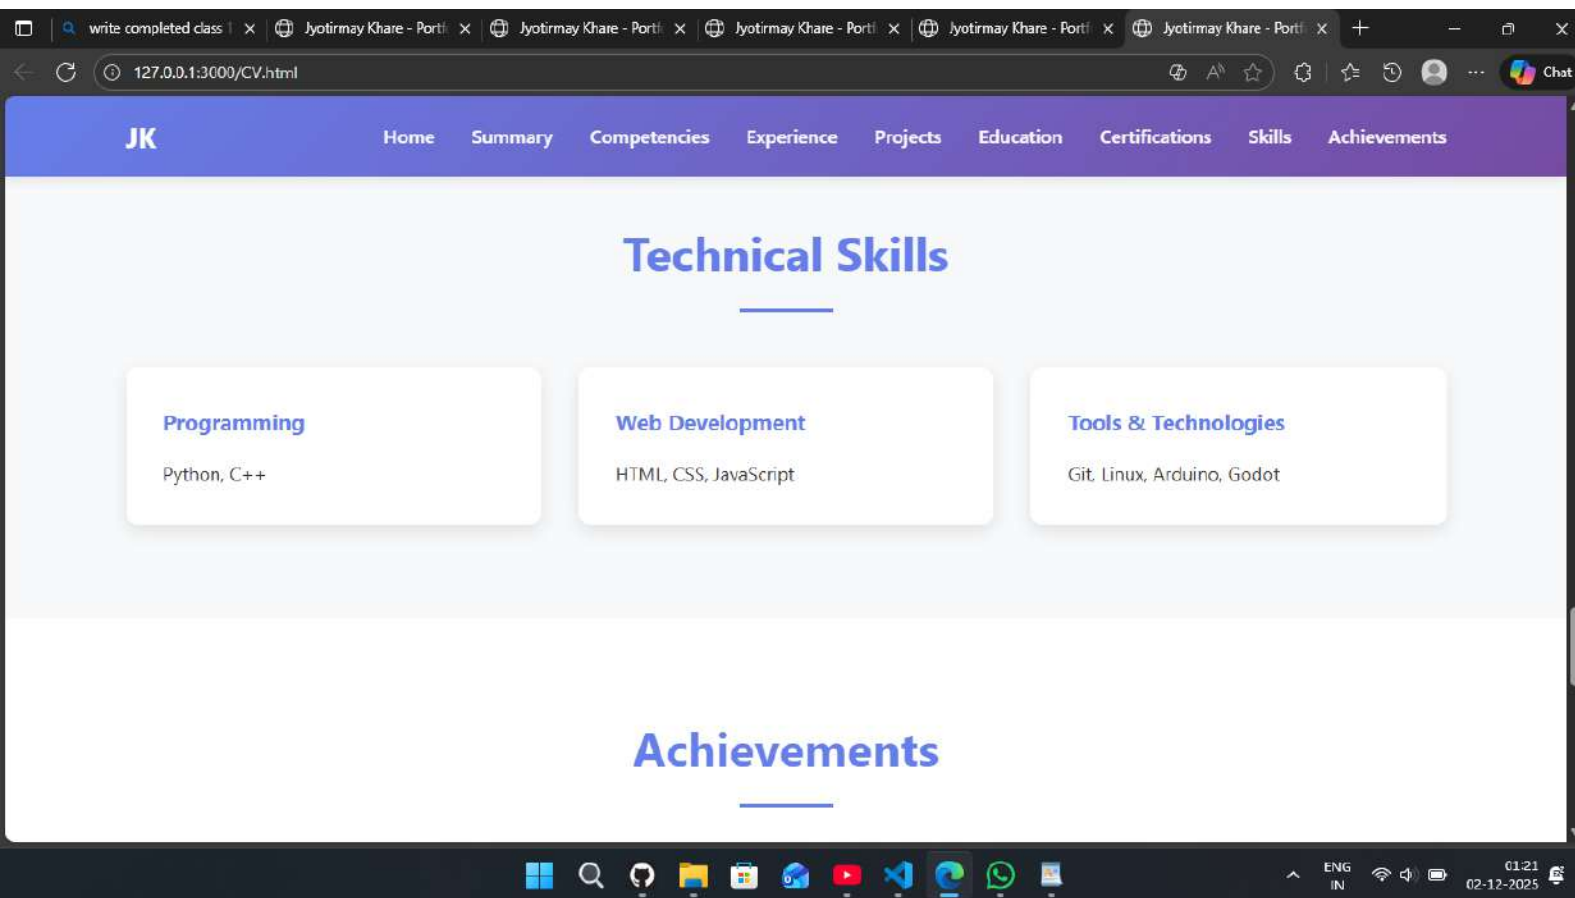 write completed class 1
Jyotirmay Khare - Portf
Jyotirmay Khare - Portf
Jyotirmay Khare - Portf
Jyotirmay Khare - Portf
Jyotirmay Khare - Portf
127.0.0.1:3000/CV.html
Chat
JK
Home Summary Competencies Experience Projects Education Certifications Skills Achievements
Technical Skills
Programming
Python, C++
Web Development
HTML, CSS, JavaScript
Tools & Technologies
Git, Linux, Arduino, Godot
Achievements
ENG
IN
01:21
02-12-2025